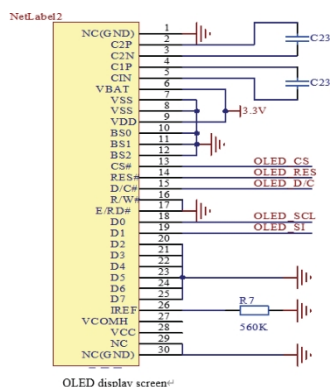 NetLabel2
NC(GND) 1
C2P 2
C2N 3
C1P 4
CIN 5
VBAT 6
VSS 7
VSS 8
VDD 9
BS0 10
BS1 11
BS2 12
CS# 13 OLED_CS
RES# 14 OLED_RES
D/C# 15 OLED_D/C
R/W# 16
E/RD# 17
D0 18 OLED_SCL
D1 19 OLED_SI
D2 20
D3 21
D4 22
D5 23
D6 24
D7 25
IREF 26
VCOMH 27
VCC 28
NC 29
NC(GND) 30
C23
C23
3.3V
R7
560K
OLED display screen↵